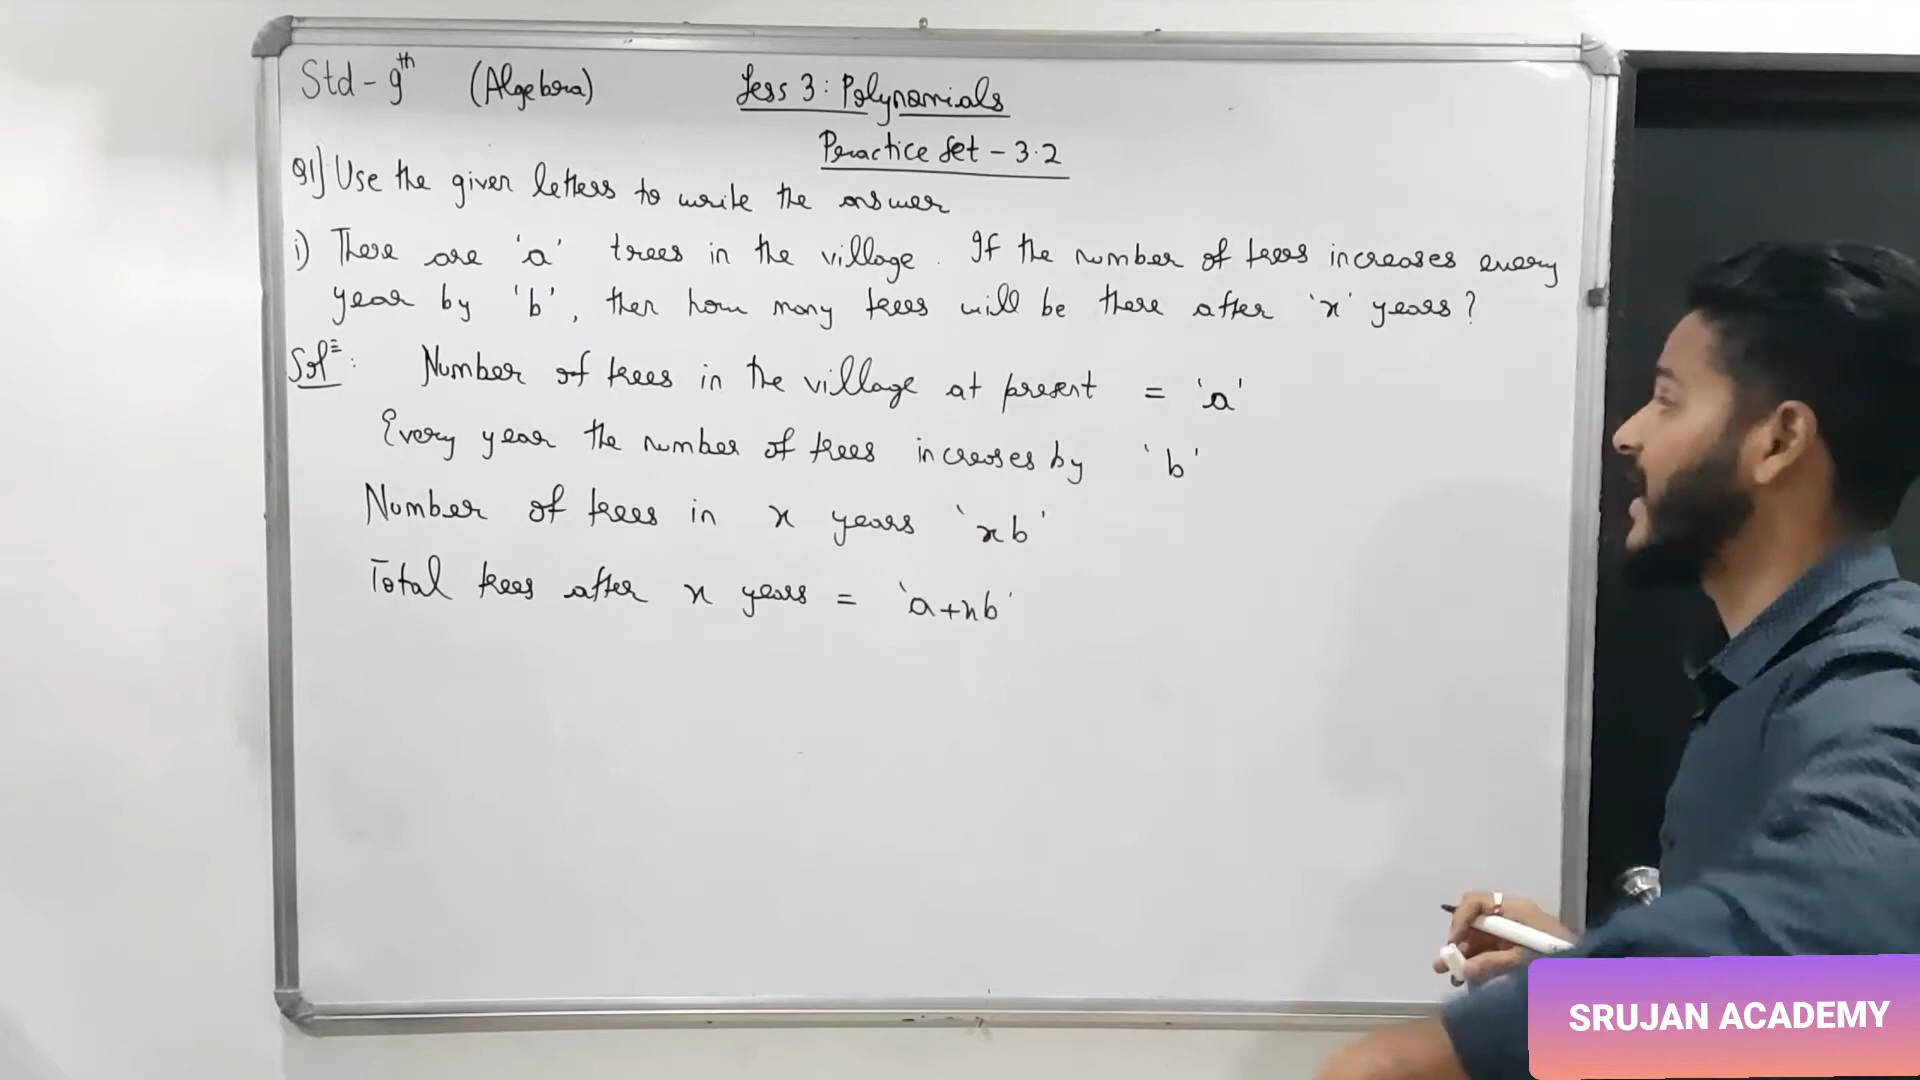 Std - 9th (Algebra) Less 3: Polynomials
Practice Set - 3.2
Q1] Use the given letters to write the answer
i) There are 'a' trees in the village. If the number of trees increases every
year by 'b', then how many trees will be there after 'x' years?
Solⁿ: Number of trees in the village at present = 'a'
Every year the number of trees increases by 'b'
Number of trees in x years 'xb'
Total trees after x years = 'a+xb'
SRUJAN ACADEMY